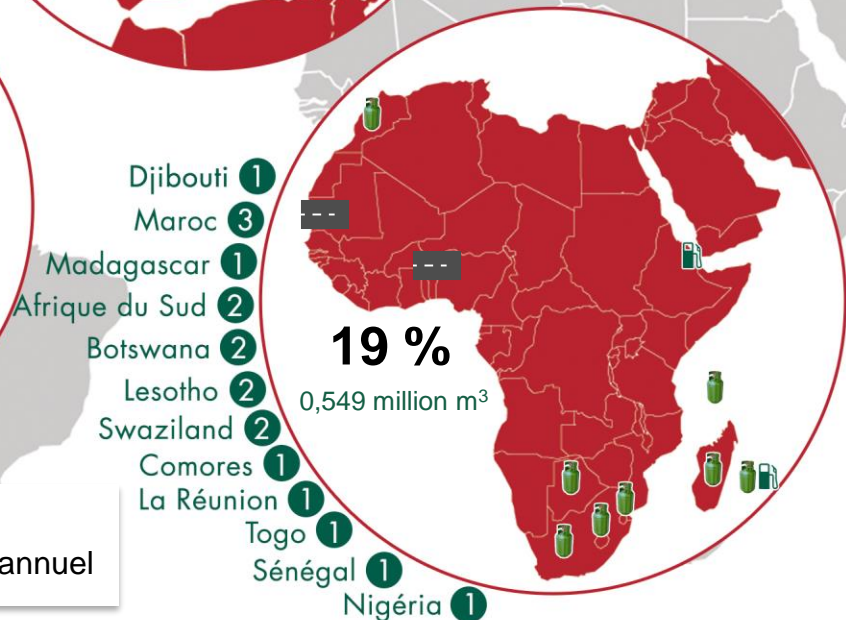 Djibouti 1
Maroc 3
Madagascar 1
Afrique du Sud 2
Botswana 2
Lesotho 2
Swaziland 2
Comores 1
La Réunion 1
Togo 1
Sénégal 1
Nigéria 1
19 %
0,549 million m³
annuel